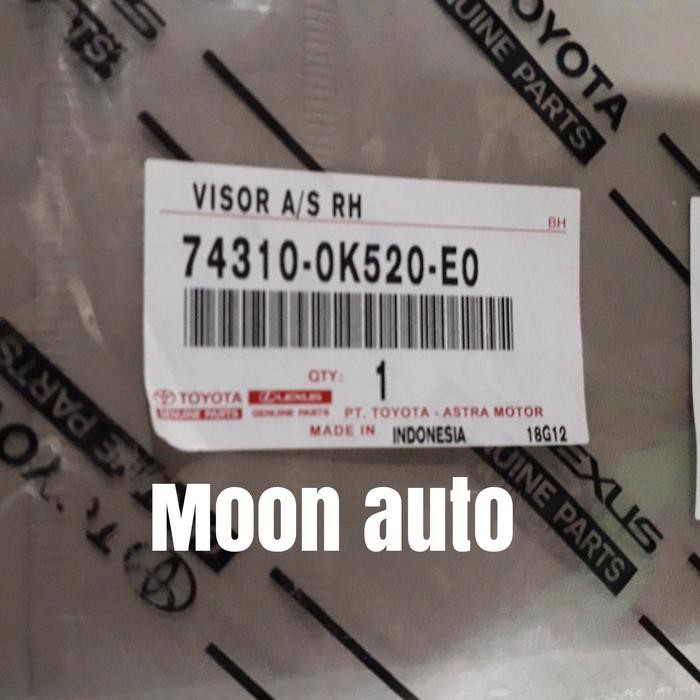 TOYOTA
GENUINE PARTS
VISOR A/S RH
BH
74310-0K520-E0
QTY: 1
TOYOTA LEXUS
GENUINE PARTS GENUINE PARTS PT. TOYOTA - ASTRA MOTOR
MADE IN INDONESIA 18G12
LEXUS
GENUINE PARTS
Moon auto